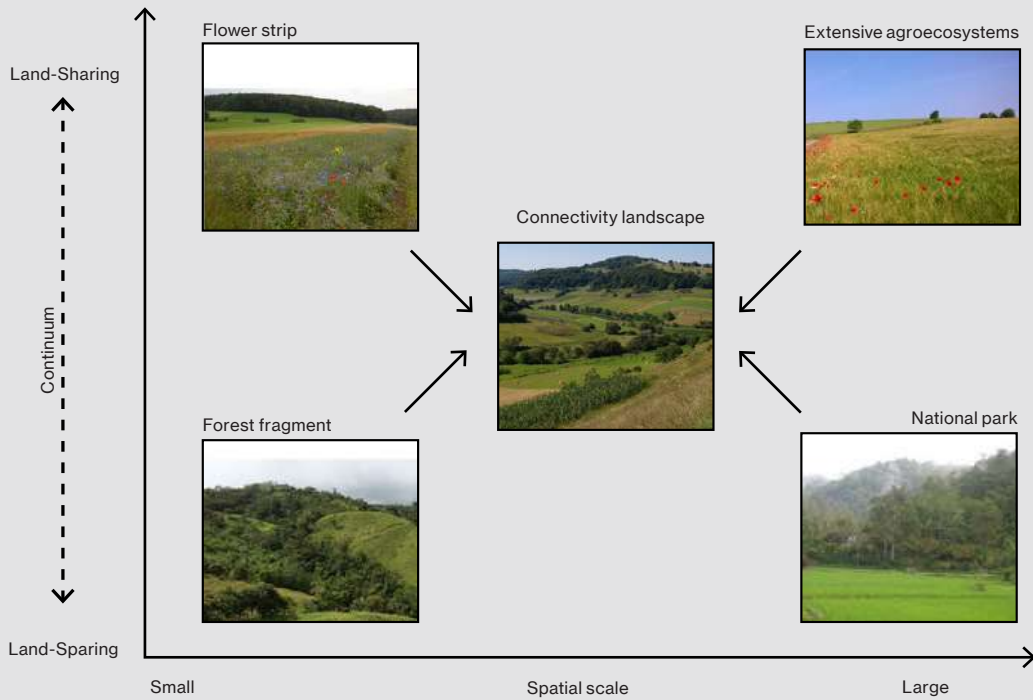 Flower strip
Extensive agroecosystems
Land-Sharing
Connectivity landscape
Continuum
Forest fragment
National park
Land-Sparing
Small
Spatial scale
Large